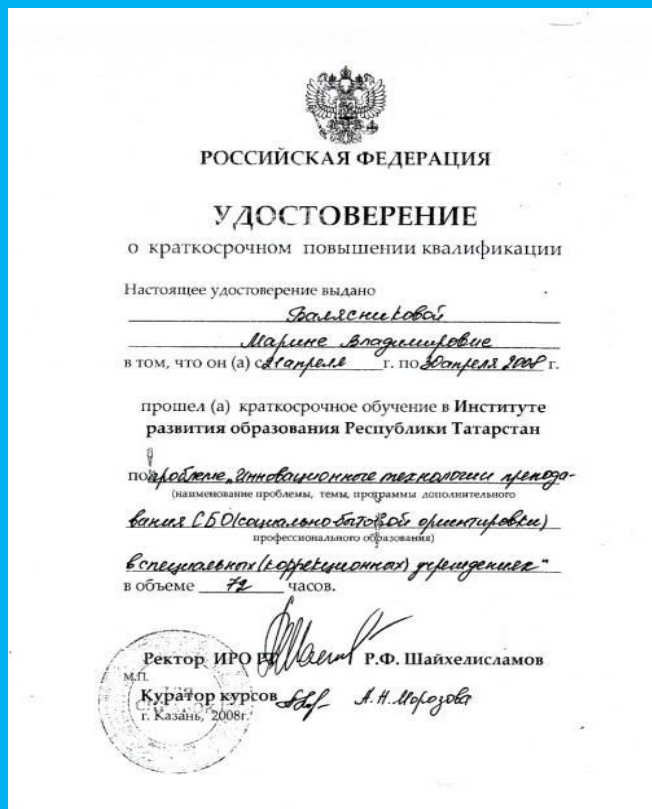 РОССИЙСКАЯ ФЕДЕРАЦИЯ
УДОСТОВЕРЕНИЕ
о краткосрочном повышении квалификации
Настоящее удостоверение выдано
Балясниковой
Марине Владимировне
в том, что он (а) с 21 апреля г. по 30 апреля 2008 г.
прошел (а) краткосрочное обучение в Институте
развития образования Республики Татарстан
по проблеме „Инновационные технологии препода-
(наименование проблемы, темы, программы дополнительного
вания СБО (социально-бытовой ориентировки)
профессионального образования)
в специальных (коррекционных) учреждениях"
в объеме 72 часов.
Ректор ИРО РТ Р.Ф. Шайхелисламов
М.П.
Куратор курсов А.Н. Морозова
г. Казань, 2008г.